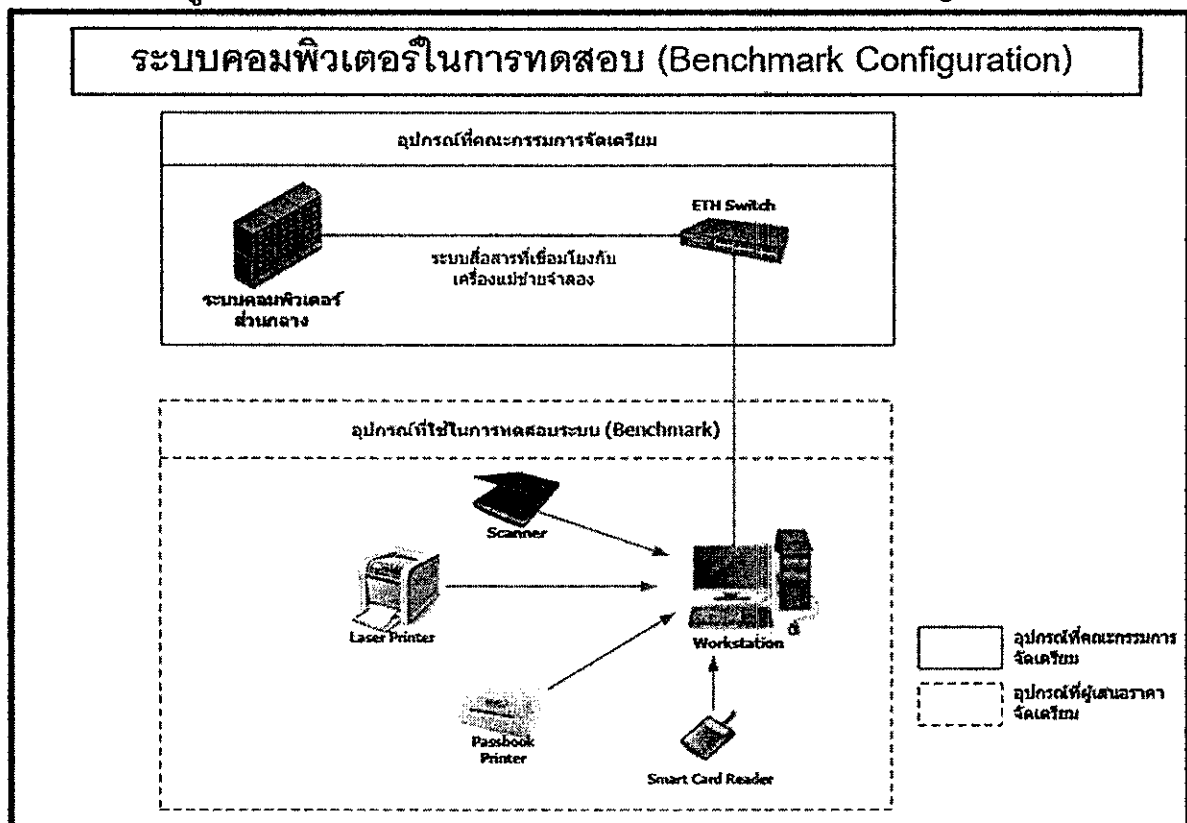 ระบบคอมพิวเตอร์ในการทดสอบ (Benchmark Configuration)
อุปกรณ์ที่คณะกรรมการจัดเตรียม
ETH Switch
ระบบสื่อสารที่เชื่อมโยงกับ
เครื่องแม่ข่ายจำลอง
ระบบคอมพิวเตอร์
ส่วนกลาง
อุปกรณ์ที่ใช้ในการทดสอบระบบ (Benchmark)
Scanner
Laser Printer
Workstation
Passbook
Printer
Smart Card Reader
อุปกรณ์ที่คณะกรรมการ
จัดเตรียม
อุปกรณ์ที่ผู้เสนอราคา
จัดเตรียม